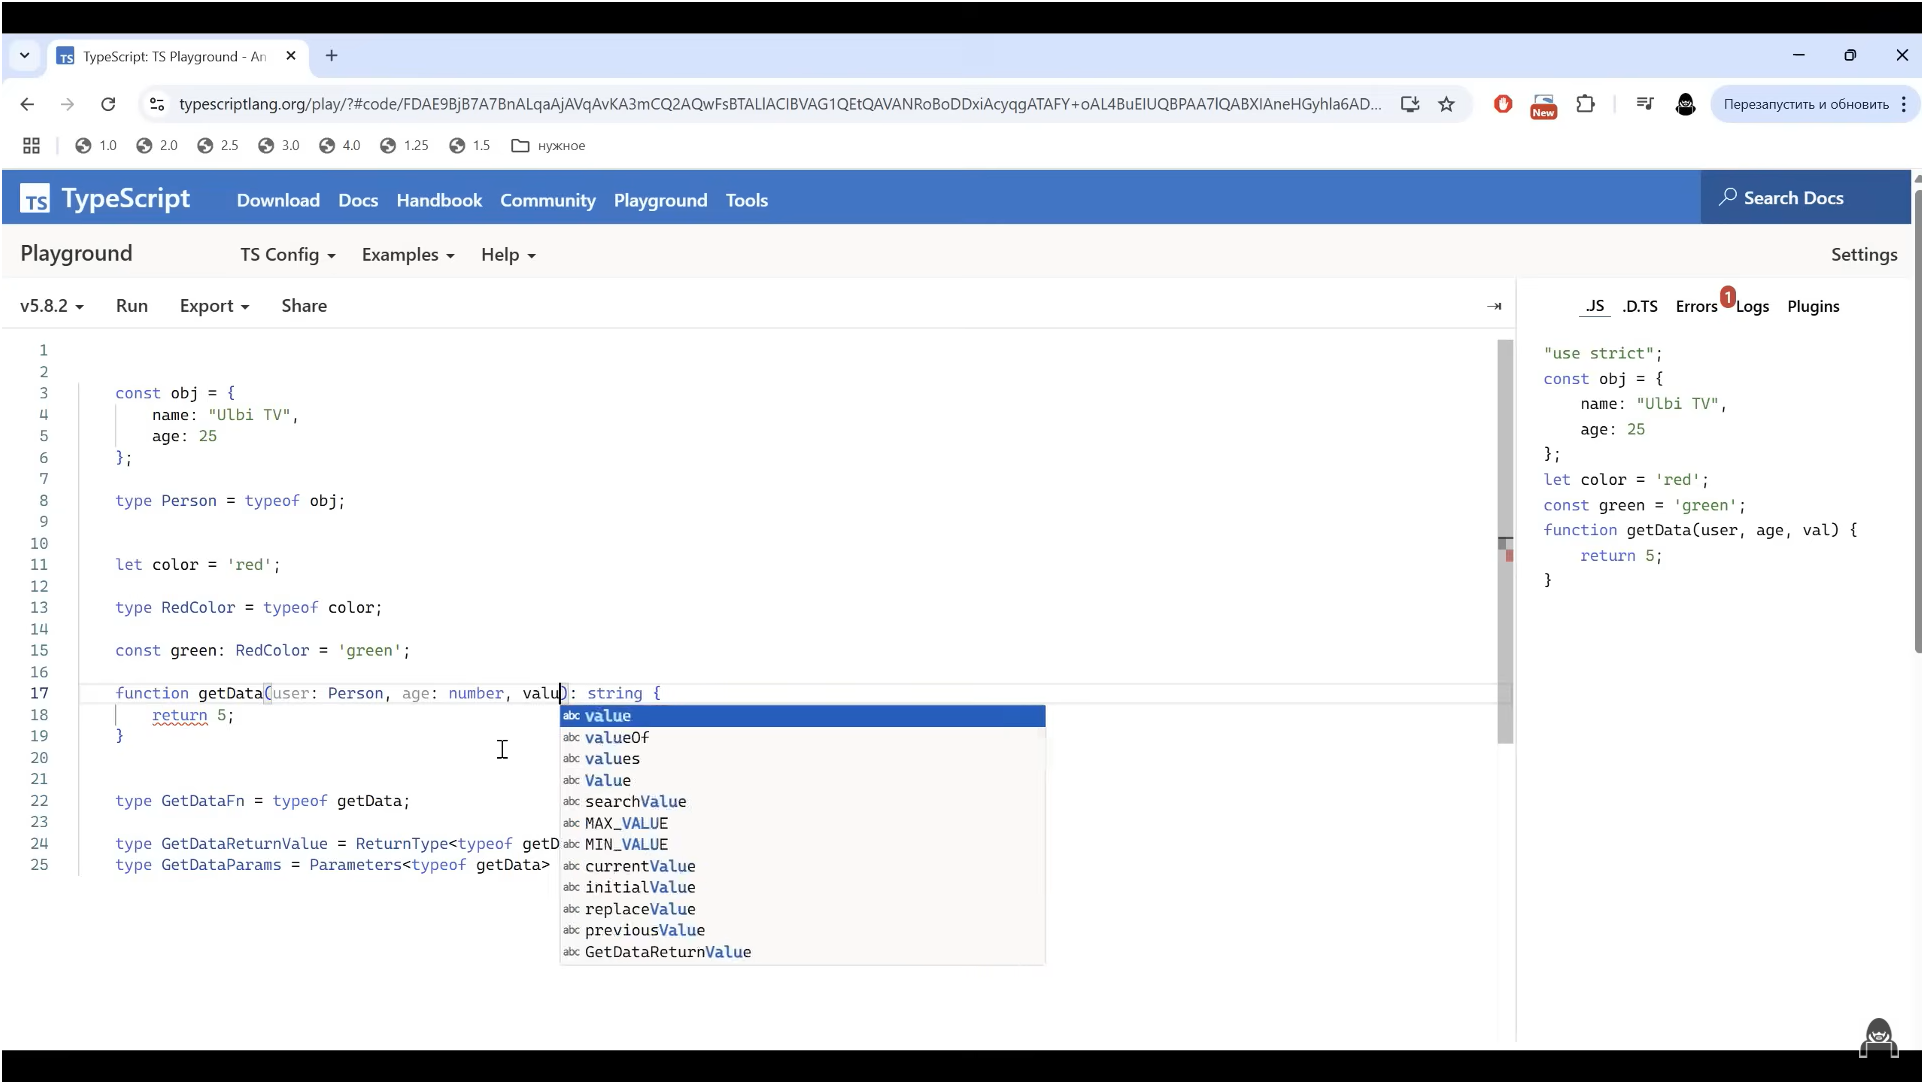 TypeScript: TS Playground - An
typescriptlang.org/play/?#code/FDAE9BjB7A7BnALqaAjAVqAvKA3mCQ2AQwFsBTALlACIBVAG1QEtQAVANRoBoDDxiAcyqgATAFY+oAL4BuEIUQBPAA7lQABXIAneHGyhla6AD...
New
Перезапустить и обновить
1.0 2.0 2.5 3.0 4.0 1.25 1.5 нужное
TS TypeScript Download Docs Handbook Community Playground Tools Search Docs
Playground TS Config Examples Help Settings
v5.8.2 Run Export Share
1
2
3 const obj = {
4 name: "Ulbi TV",
5 age: 25
6 };
7
8 type Person = typeof obj;
9
10
11 let color = 'red';
12
13 type RedColor = typeof color;
14
15 const green: RedColor = 'green';
16
17 function getData(user: Person, age: number, valu): string {
18 return 5;
19 }
20
21
22 type GetDataFn = typeof getData;
23
24 type GetDataReturnValue = ReturnType<typeof getD
25 type GetDataParams = Parameters<typeof getData>
abc value
abc valueOf
abc values
abc Value
abc searchValue
abc MAX_VALUE
abc MIN_VALUE
abc currentValue
abc initialValue
abc replaceValue
abc previousValue
abc GetDataReturnValue
.JS .D.TS Errors 1 Logs Plugins
"use strict";
const obj = {
name: "Ulbi TV",
age: 25
};
let color = 'red';
const green = 'green';
function getData(user, age, val) {
return 5;
}